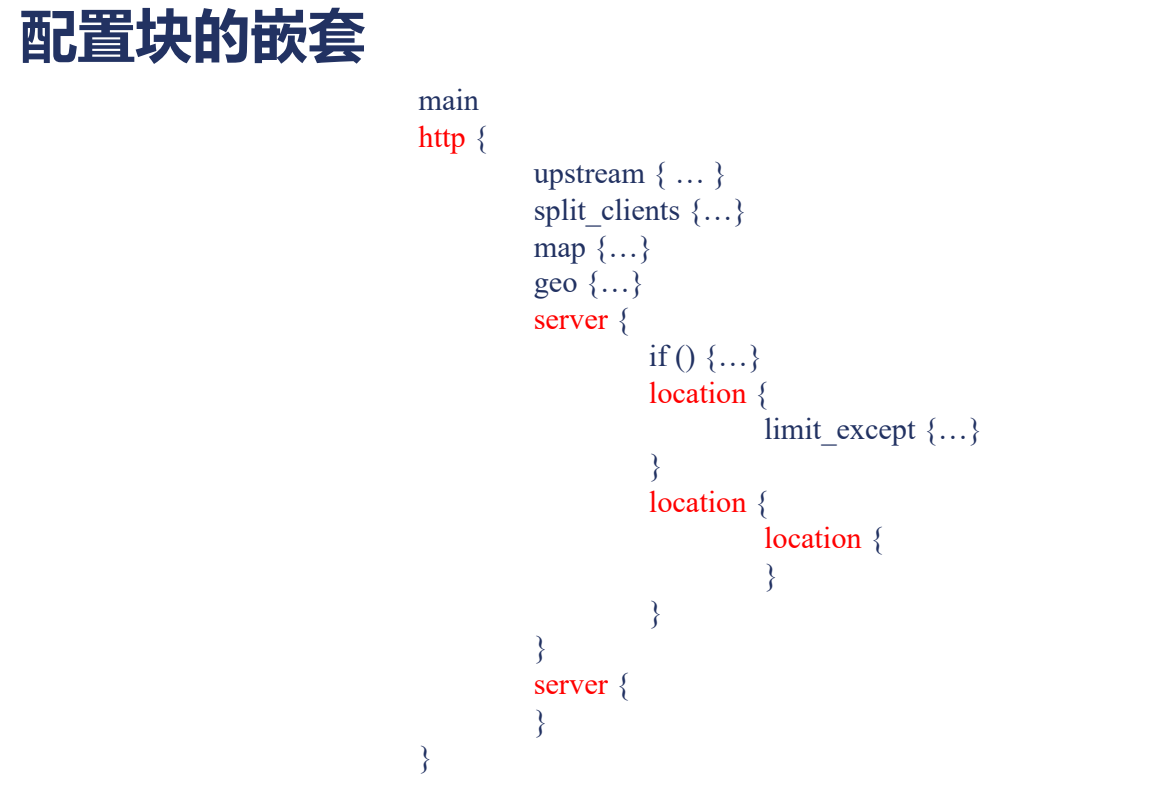 配置块的嵌套
main
http {
upstream { … }
split_clients {…}
map {…}
geo {…}
server {
if () {…}
location {
limit_except {…}
}
location {
location {
}
}
}
server {
}
}